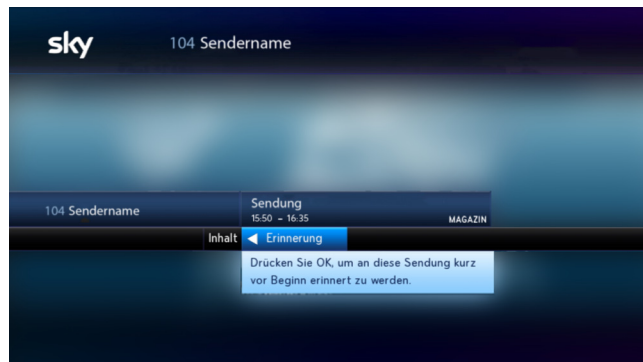 sky
104 Sendername
104 Sendername
Sendung
15:50 – 16:35
MAGAZIN
Inhalt
Erinnerung
Drücken Sie OK, um an diese Sendung kurz
vor Beginn erinnert zu werden.